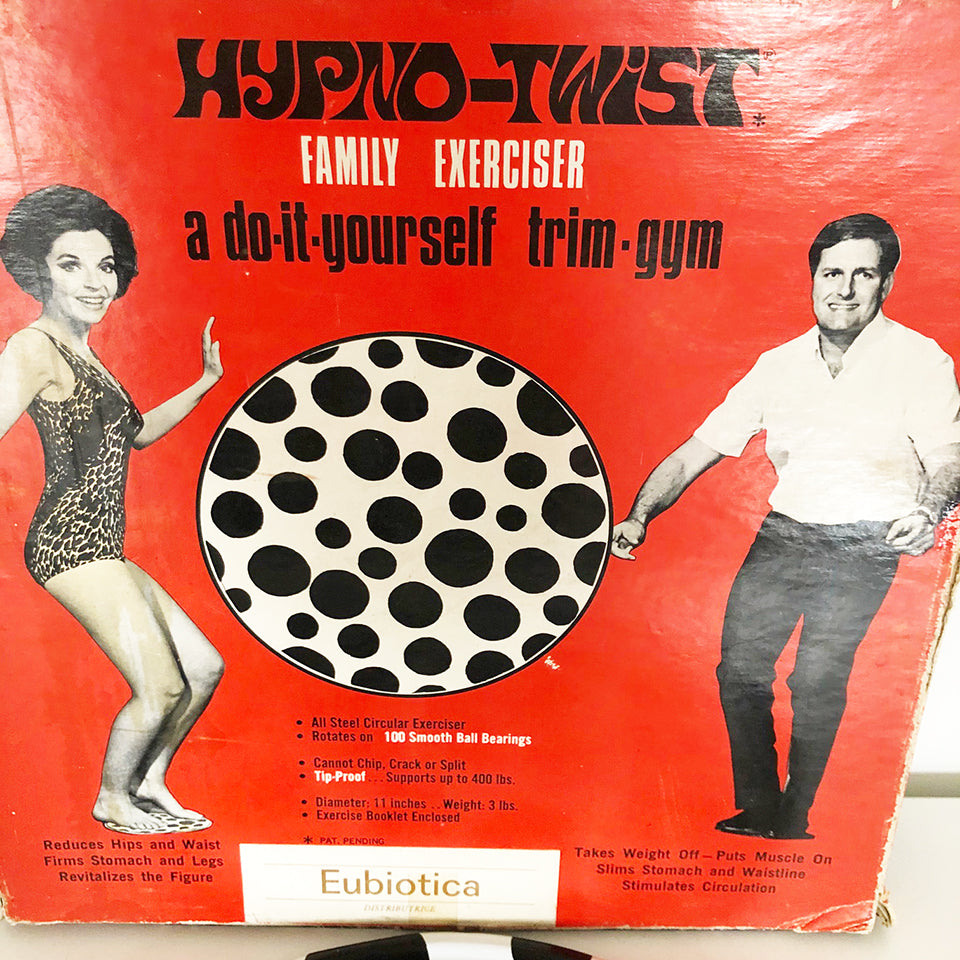 HYPNO-TWIST
*
FAMILY EXERCISER
a do-it-yourself trim-gym
• All Steel Circular Exerciser
• Rotates on 100 Smooth Ball Bearings
• Cannot Chip, Crack or Split
• Tip-Proof...Supports up to 400 lbs.
• Diameter: 11 inches..Weight: 3 lbs.
• Exercise Booklet Enclosed
* PAT. PENDING
Reduces Hips and Waist
Firms Stomach and Legs
Revitalizes the Figure
Eubiotica
DISTRIBUTRICE
Takes Weight Off—Puts Muscle On
Slims Stomach and Waistline
Stimulates Circulation